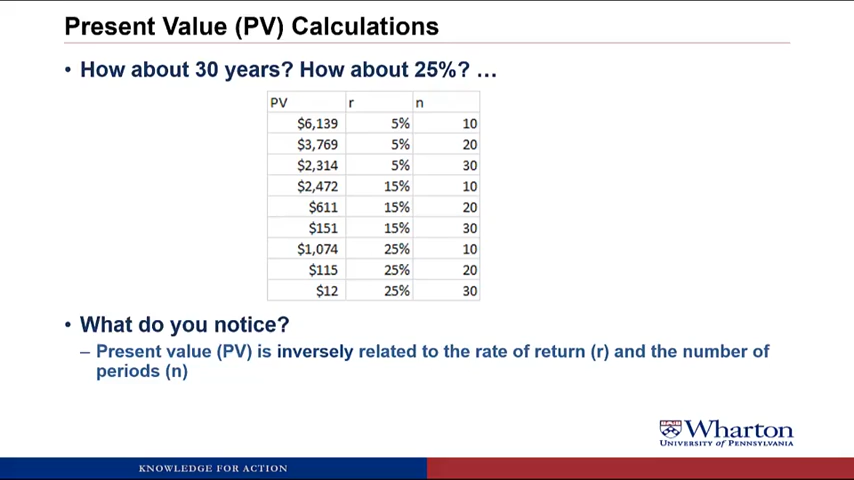 Present Value (PV) Calculations
• How about 30 years? How about 25%? …
PV r n
$6,139 5% 10
$3,769 5% 20
$2,314 5% 30
$2,472 15% 10
$611 15% 20
$151 15% 30
$1,074 25% 10
$115 25% 20
$12 25% 30
• What do you notice?
– Present value (PV) is inversely related to the rate of return (r) and the number of
periods (n)
Wharton
UNIVERSITY OF PENNSYLVANIA
KNOWLEDGE FOR ACTION